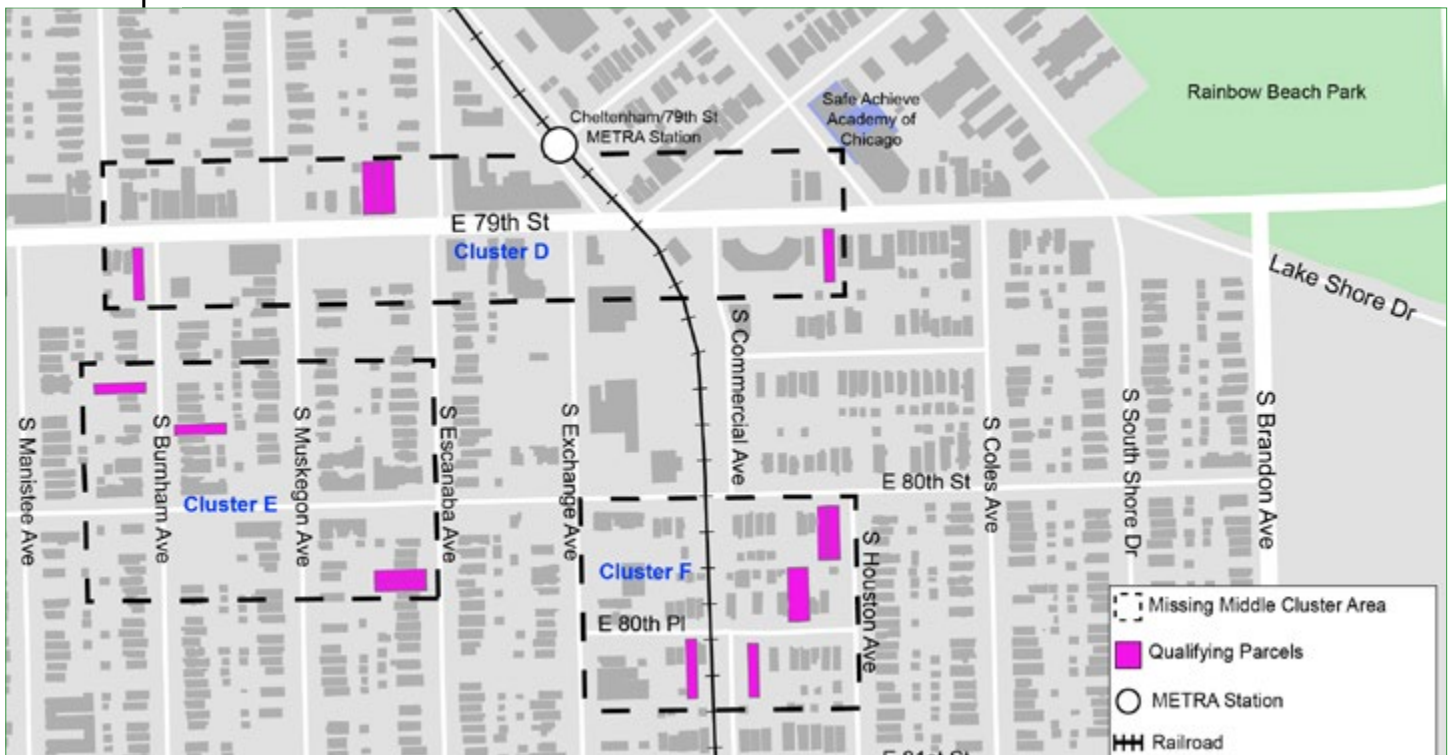 Rainbow Beach Park
Safe Achieve
Academy of
Chicago
Cheltenham/79th St
METRA Station
E 79th St
Cluster D
Lake Shore Dr
S Manistee Ave
S Burnham Ave
S Muskegon Ave
S Escanaba Ave
S Exchange Ave
S Commercial Ave
S Coles Ave
S South Shore Dr
S Brandon Ave
Cluster E
E 80th St
Cluster F
S Houston Ave
E 80th Pl
E 81st St
Missing Middle Cluster Area
Qualifying Parcels
METRA Station
Railroad